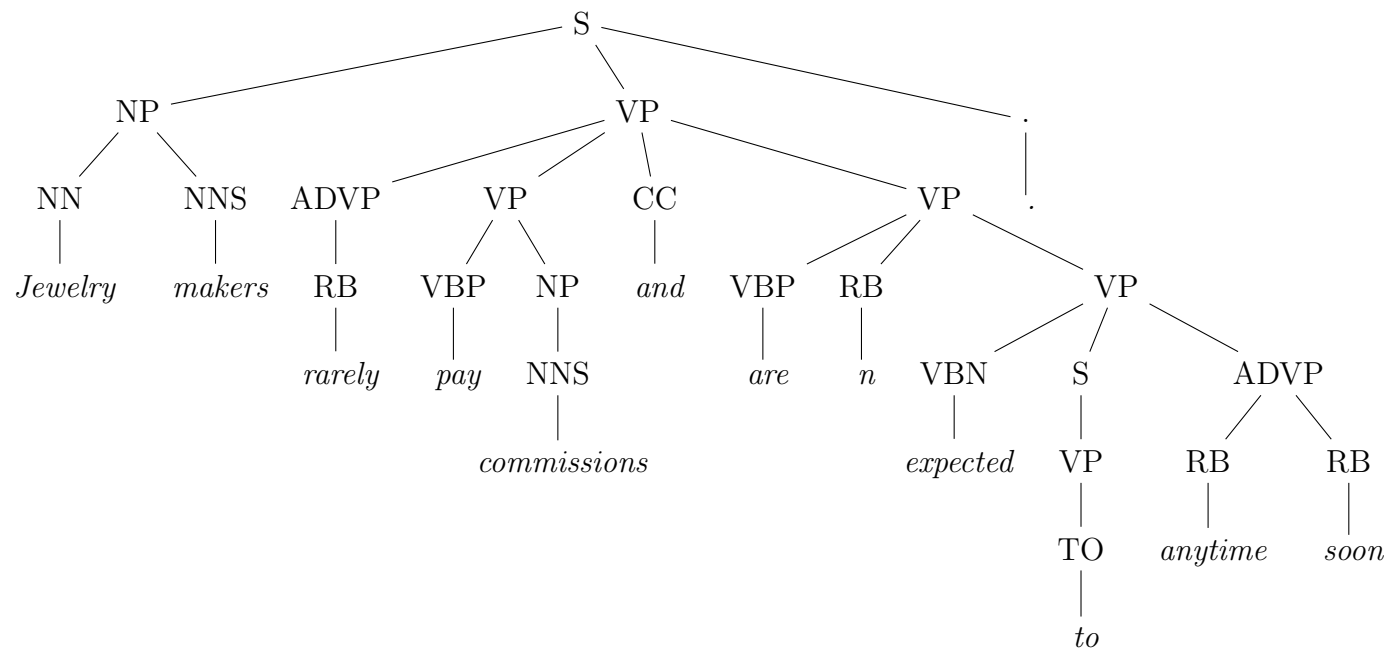 S
NP VP .
NN NNS ADVP VP CC VP .
Jewelry makers RB VBP NP and VBP RB VP
rarely pay NNS are n VBN S ADVP
commissions expected VP RB RB
TO anytime soon
to